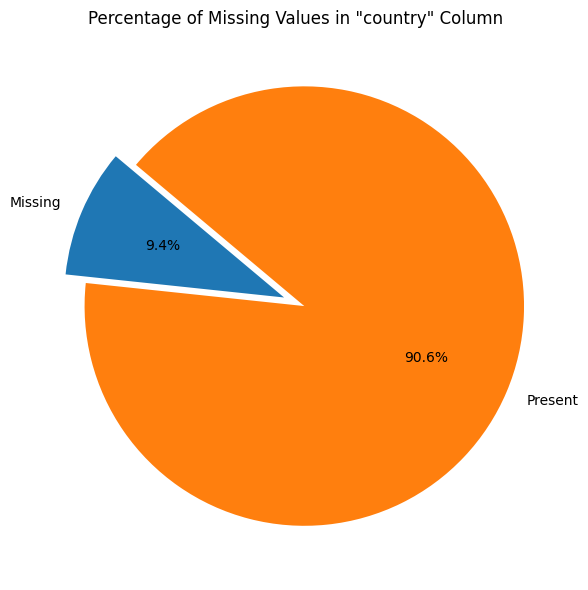 Percentage of Missing Values in "country" Column
Missing
9.4%
90.6%
Present